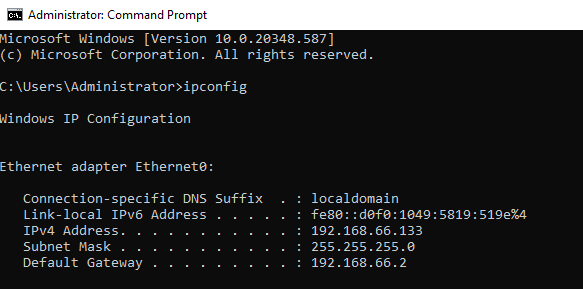 Administrator: Command Prompt
Microsoft Windows [Version 10.0.20348.587]
(c) Microsoft Corporation. All rights reserved.
C:\Users\Administrator>ipconfig
Windows IP Configuration
Ethernet adapter Ethernet0:
Connection-specific DNS Suffix  . : localdomain
Link-local IPv6 Address . . . . . : fe80::d0f0:1049:5819:519e%4
IPv4 Address. . . . . . . . . . . : 192.168.66.133
Subnet Mask . . . . . . . . . . . : 255.255.255.0
Default Gateway . . . . . . . . . : 192.168.66.2